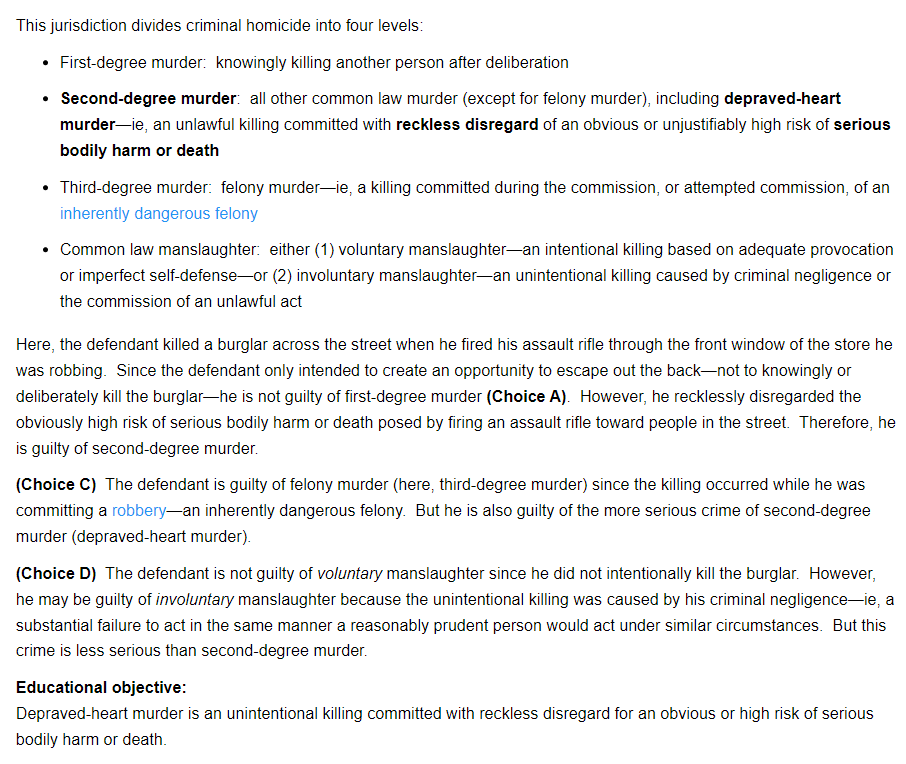 This jurisdiction divides criminal homicide into four levels:
• First-degree murder:  knowingly killing another person after deliberation
• Second-degree murder:  all other common law murder (except for felony murder), including depraved-heart
murder—ie, an unlawful killing committed with reckless disregard of an obvious or unjustifiably high risk of serious
bodily harm or death
• Third-degree murder:  felony murder—ie, a killing committed during the commission, or attempted commission, of an
inherently dangerous felony
• Common law manslaughter:  either (1) voluntary manslaughter—an intentional killing based on adequate provocation
or imperfect self-defense—or (2) involuntary manslaughter—an unintentional killing caused by criminal negligence or
the commission of an unlawful act
Here, the defendant killed a burglar across the street when he fired his assault rifle through the front window of the store he
was robbing.  Since the defendant only intended to create an opportunity to escape out the back—not to knowingly or
deliberately kill the burglar—he is not guilty of first-degree murder (Choice A).  However, he recklessly disregarded the
obviously high risk of serious bodily harm or death posed by firing an assault rifle toward people in the street.  Therefore, he
is guilty of second-degree murder.
(Choice C)  The defendant is guilty of felony murder (here, third-degree murder) since the killing occurred while he was
committing a robbery—an inherently dangerous felony.  But he is also guilty of the more serious crime of second-degree
murder (depraved-heart murder).
(Choice D)  The defendant is not guilty of voluntary manslaughter since he did not intentionally kill the burglar.  However,
he may be guilty of involuntary manslaughter because the unintentional killing was caused by his criminal negligence—ie, a
substantial failure to act in the same manner a reasonably prudent person would act under similar circumstances.  But this
crime is less serious than second-degree murder.
Educational objective:
Depraved-heart murder is an unintentional killing committed with reckless disregard for an obvious or high risk of serious
bodily harm or death.